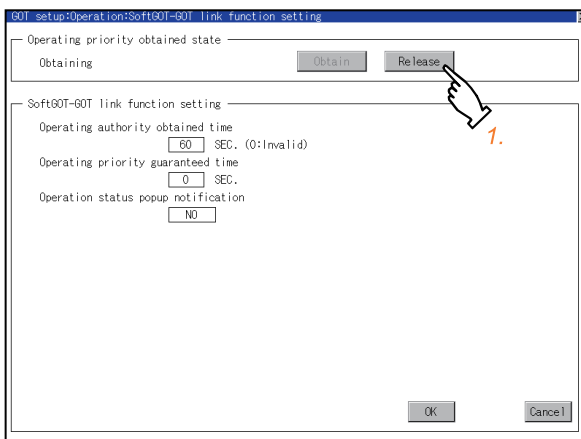 GOT setup:Operation:SoftGOT-GOT link function setting
Operating priority obtained state
Obtaining
Obtain
Release
1.
SoftGOT-GOT link function setting
Operating authority obtained time
60 SEC. (0:Invalid)
Operating priority guaranteed time
0 SEC.
Operation status popup notification
NO
OK
Cancel